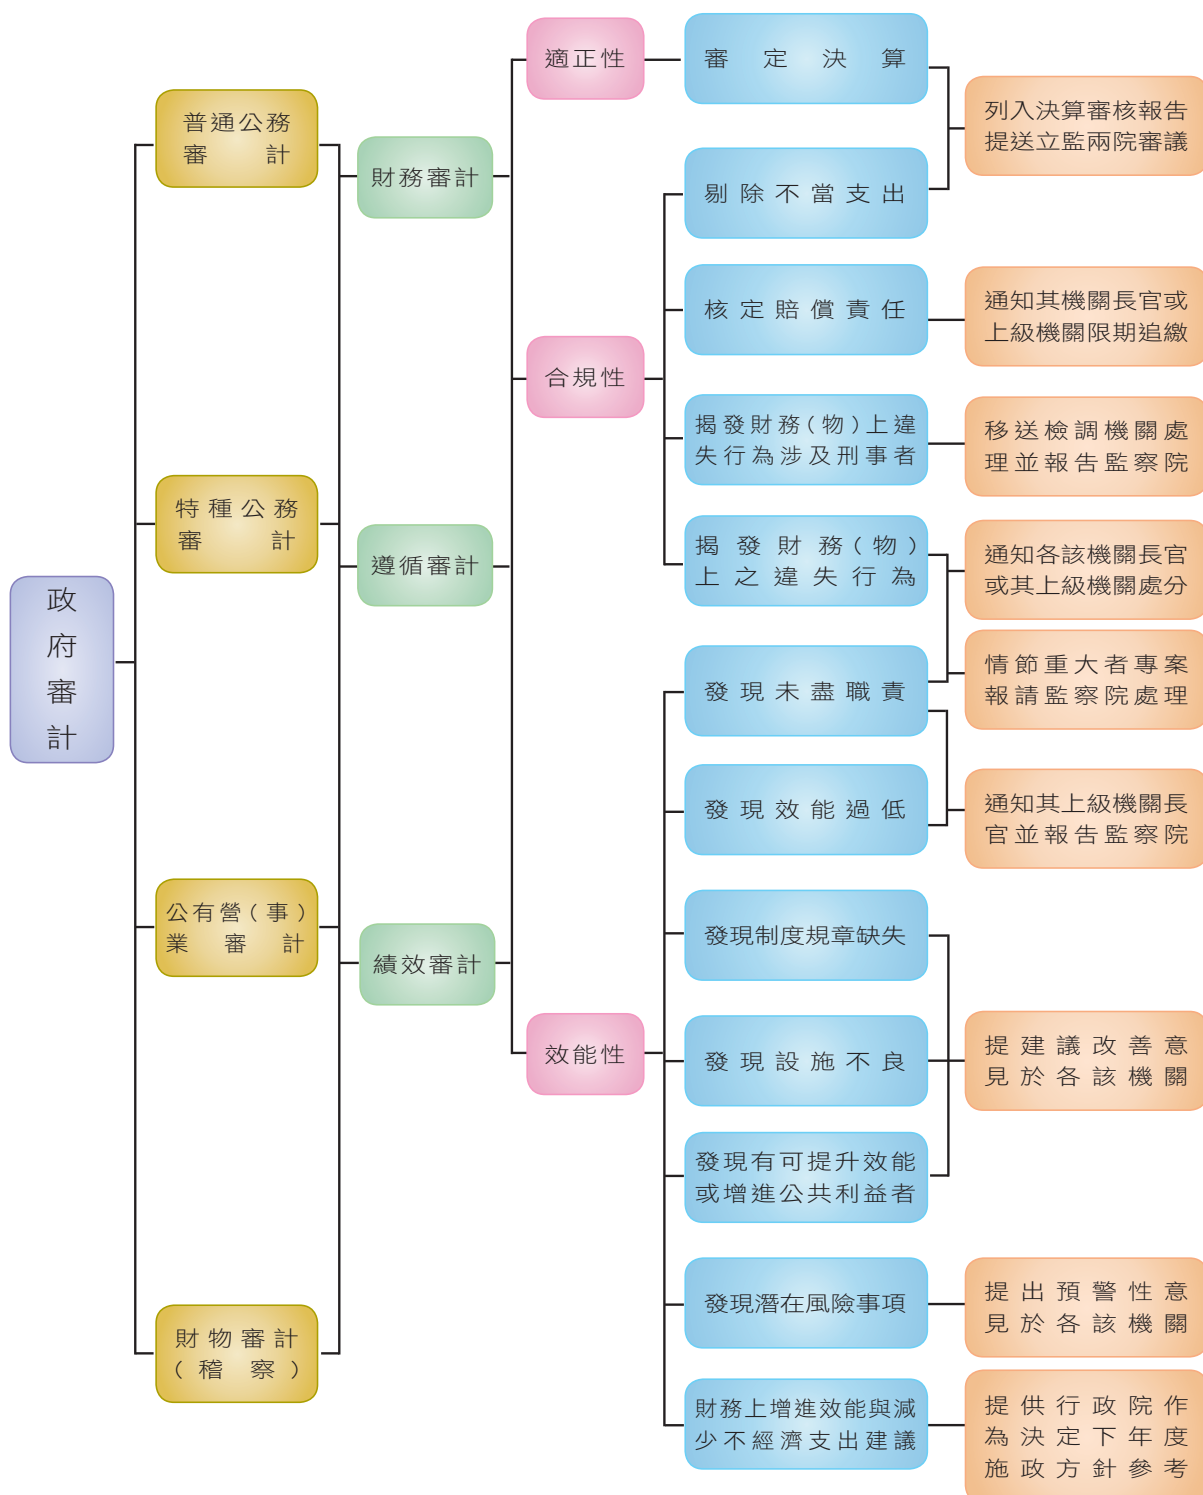 政
府
審
計
普通公務
審計
特種公務
審計
公有營(事)
業審計
財物審計
(稽察)
財務審計
遵循審計
績效審計
適正性
合規性
效能性
審定決算
剔除不當支出
核定賠償責任
揭發財務(物)上違
失行為涉及刑事者
揭發財務(物)
上之違失行為
發現未盡職責
發現效能過低
發現制度規章缺失
發現設施不良
發現有可提升效能
或增進公共利益者
發現潛在風險事項
財務上增進效能與減
少不經濟支出建議
列入決算審核報告
提送立監兩院審議
通知其機關長官或
上級機關限期追繳
移送檢調機關處
理並報告監察院
通知各該機關長官
或其上級機關處分
情節重大者專案
報請監察院處理
通知其上級機關長
官並報告監察院
提建議改善意
見於各該機關
提出預警性意
見於各該機關
提供行政院作
為決定下年度
施政方針參考